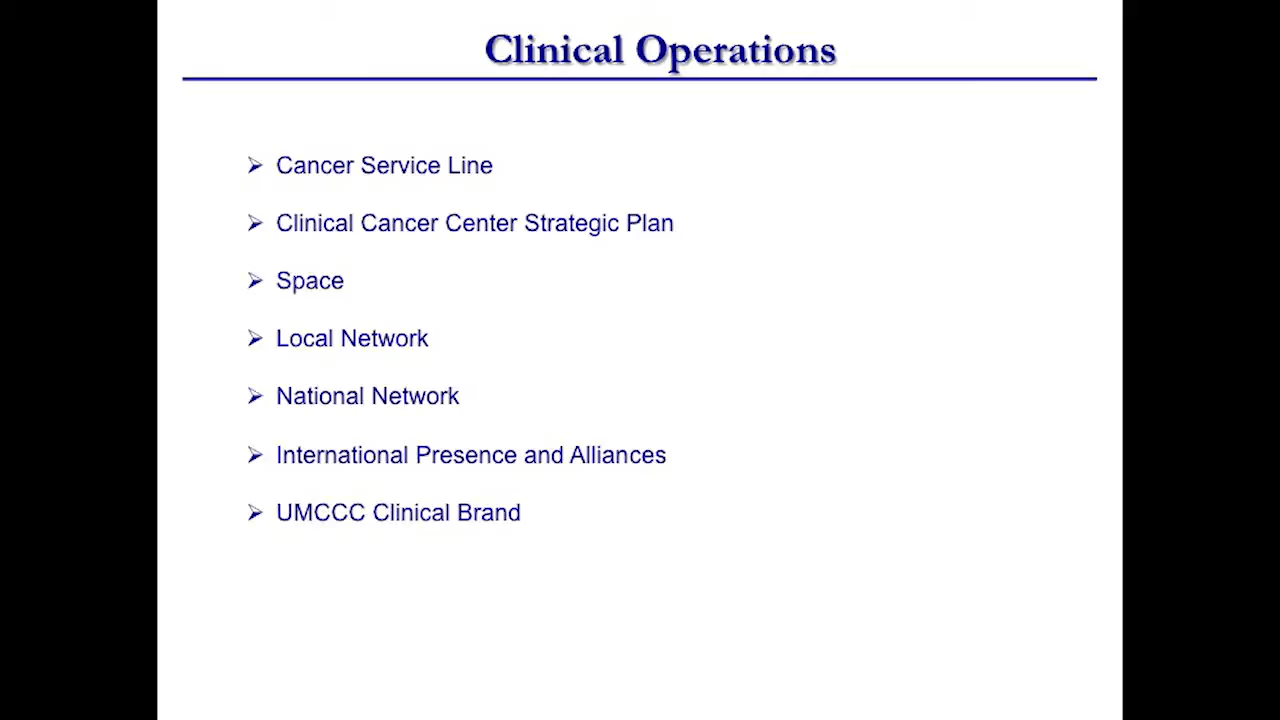 Clinical Operations
➢ Cancer Service Line
➢ Clinical Cancer Center Strategic Plan
➢ Space
➢ Local Network
➢ National Network
➢ International Presence and Alliances
➢ UMCCC Clinical Brand